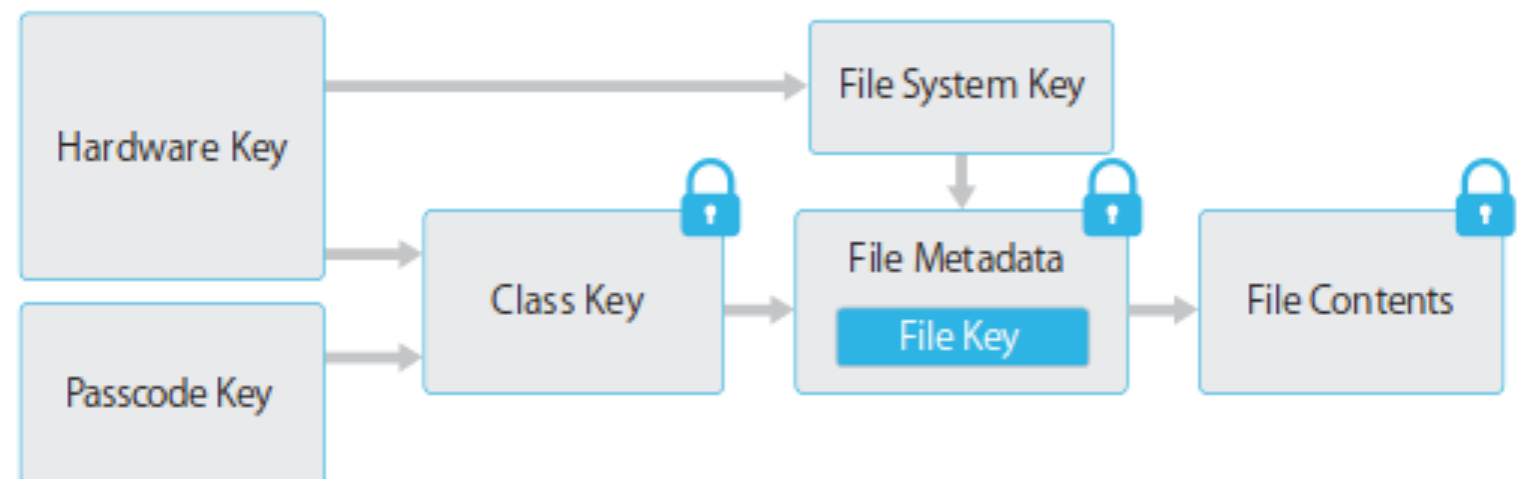 Hardware Key
File System Key
Class Key
File Metadata
File Key
File Contents
Passcode Key